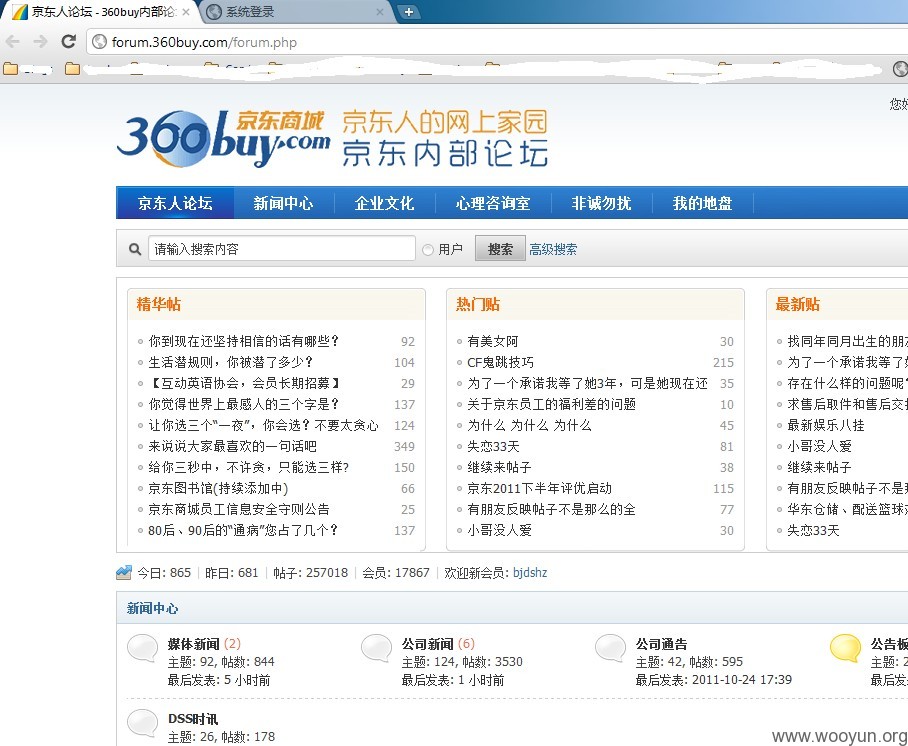 京东人论坛 - 360buy内部论
系统登录
forum.360buy.com/forum.php
您好
360buy.com 京东商城 京东人的网上家园
京东内部论坛
京东人论坛 新闻中心 企业文化 心理咨询室 非诚勿扰 我的地盘
请输入搜索内容 用户 搜索 高级搜索
精华帖
你到现在还坚持相信的话有哪些? 92
生活潜规则，你被潜了多少? 104
【互动英语协会，会员长期招募】 29
你觉得世界上最感人的三个字是? 137
让你选三个“一夜”，你会选? 不要太贪心 124
来说说大家最喜欢的一句话吧 349
给你三秒中，不许贪，只能选三样? 150
京东图书馆(持续添加中) 66
京东商城员工信息安全守则公告 25
80后、90后的“通病”您占了几个? 137
热门贴
有美女阿 30
CF鬼跳技巧 215
为了一个承诺我等了她3年，可是她现在还 35
关于京东员工的福利差的问题 10
为什么 为什么 为什么 45
失恋33天 81
继续来帖子 38
京东2011下半年评优启动 115
有朋友反映帖子不是那么的全 77
小哥没人爱 30
最新贴
找同年同月出生的朋友
为了一个承诺我等了她
存在什么样的问题呢?
求售后取件和售后交接
最新娱乐八挂
小哥没人爱
继续来帖子
有朋友反映帖子不是那
华东仓储、配送篮球对
失恋33天
今日: 865 昨日: 681 帖子: 257018 会员: 17867 欢迎新会员: bjdshz
新闻中心
媒体新闻 (2)
主题: 92, 帖数: 844
最后发表: 5 小时前
公司新闻 (6)
主题: 124, 帖数: 3530
最后发表: 1 小时前
公司通告
主题: 42, 帖数: 595
最后发表: 2011-10-24 17:39
公告板
主题: 2
最后发
DSS时讯
主题: 26, 帖数: 178
www.wooyun.org